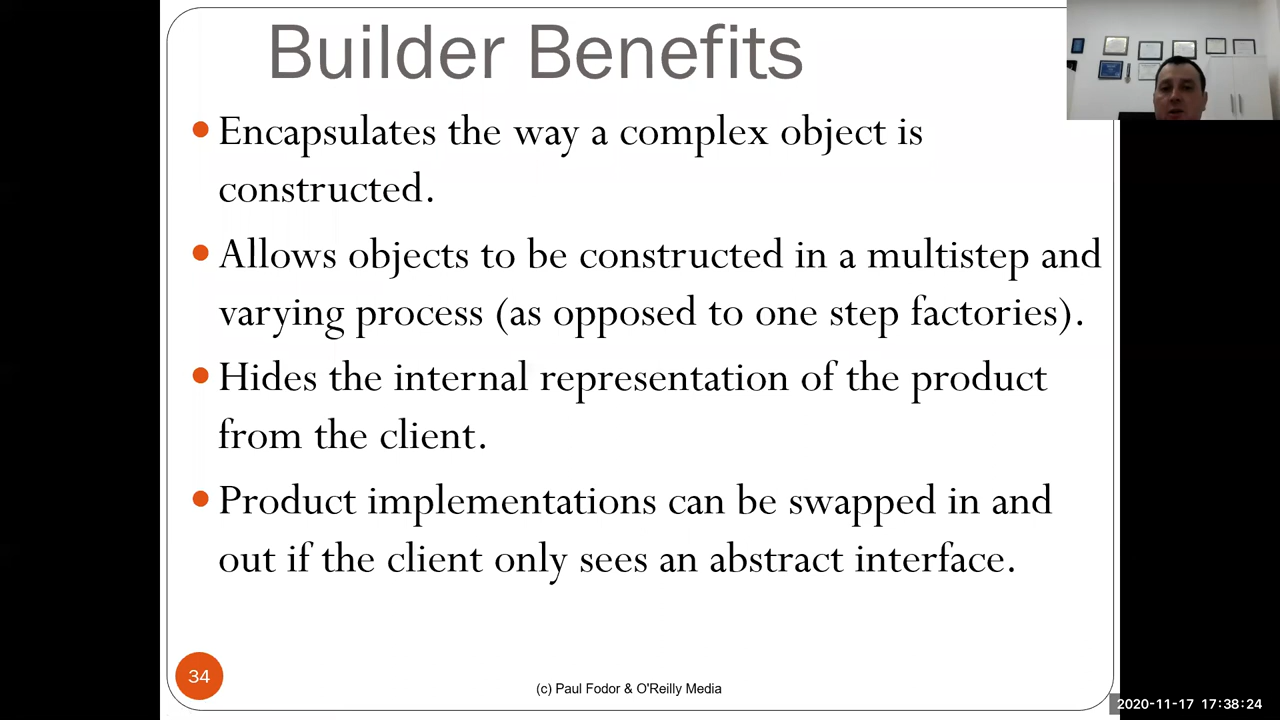 Builder Benefits
• Encapsulates the way a complex object is
constructed.
• Allows objects to be constructed in a multistep and
varying process (as opposed to one step factories).
• Hides the internal representation of the product
from the client.
• Product implementations can be swapped in and
out if the client only sees an abstract interface.
34
(c) Paul Fodor & O'Reilly Media
2020-11-17 17:38:24